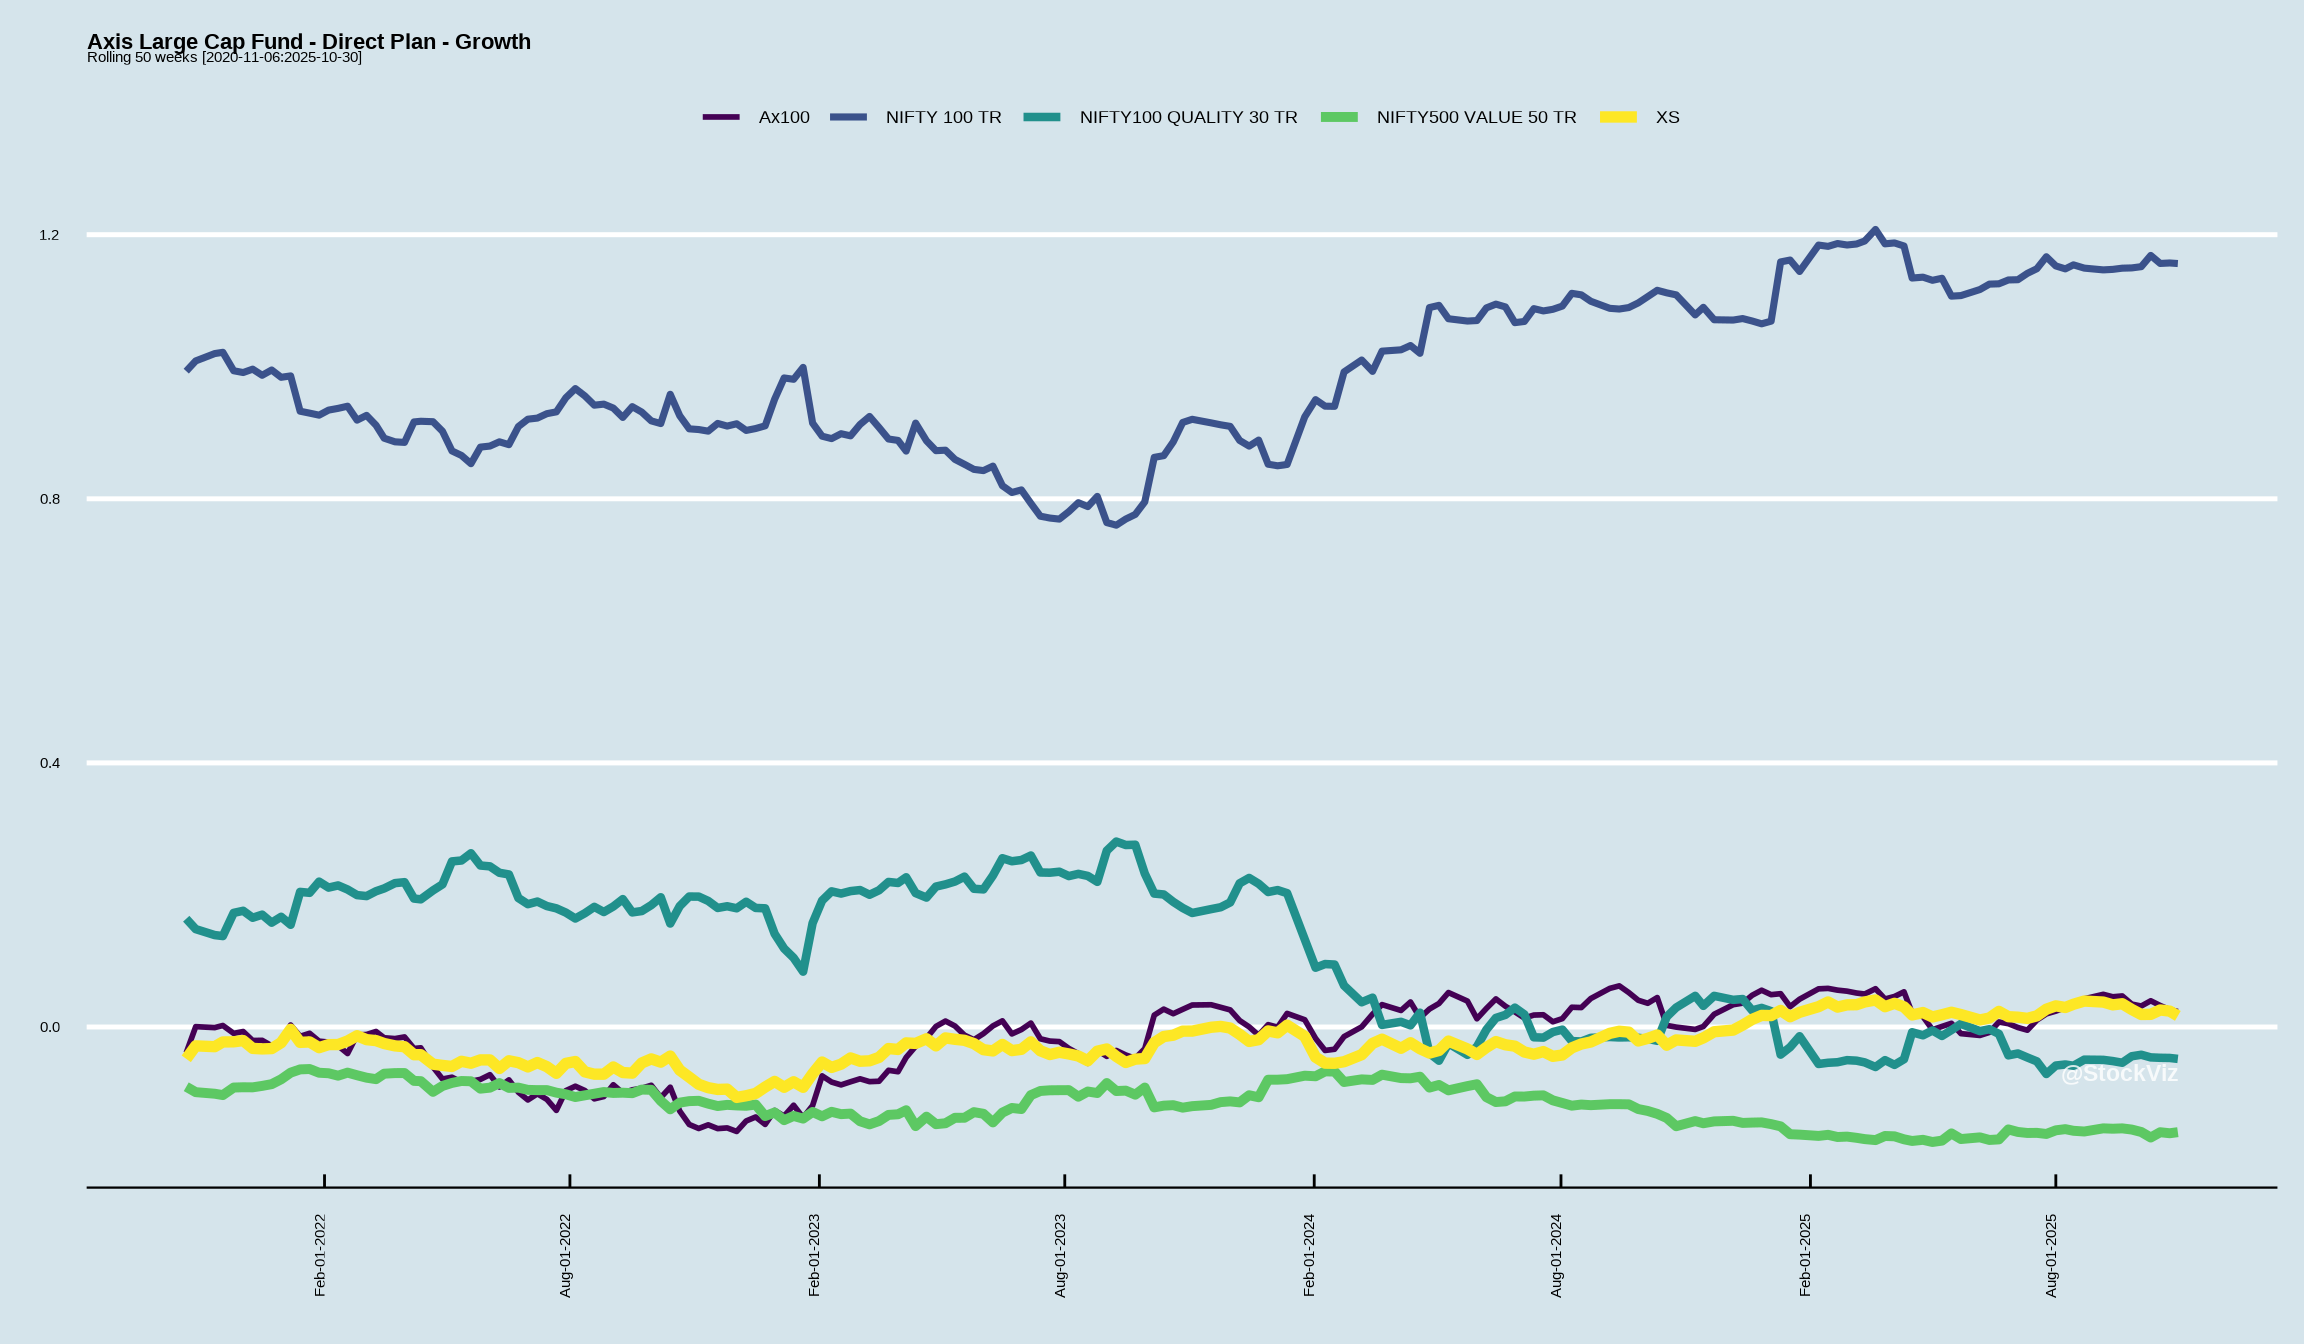 Axis Large Cap Fund - Direct Plan - Growth
Rolling 50 weeks [2020-11-06:2025-10-30]
Ax100 NIFTY 100 TR NIFTY100 QUALITY 30 TR NIFTY500 VALUE 50 TR XS
1.2
0.8
0.4
0.0
@StockViz
Feb-01-2022 Aug-01-2022 Feb-01-2023 Aug-01-2023 Feb-01-2024 Aug-01-2024 Feb-01-2025 Aug-01-2025